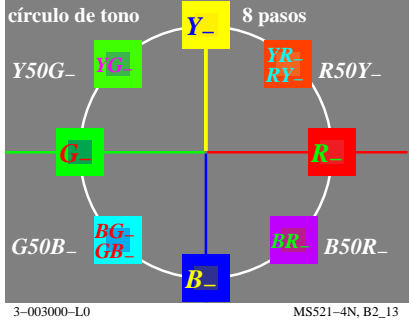 círculo de tono 8 pasos
Y_
Y50G_
YG_
YR_
RY_
R50Y_
G_
R_
G50B_
BG_
GB_
BR_
B50R_
B_
3-003000-L0
MS521-4N, B2_13